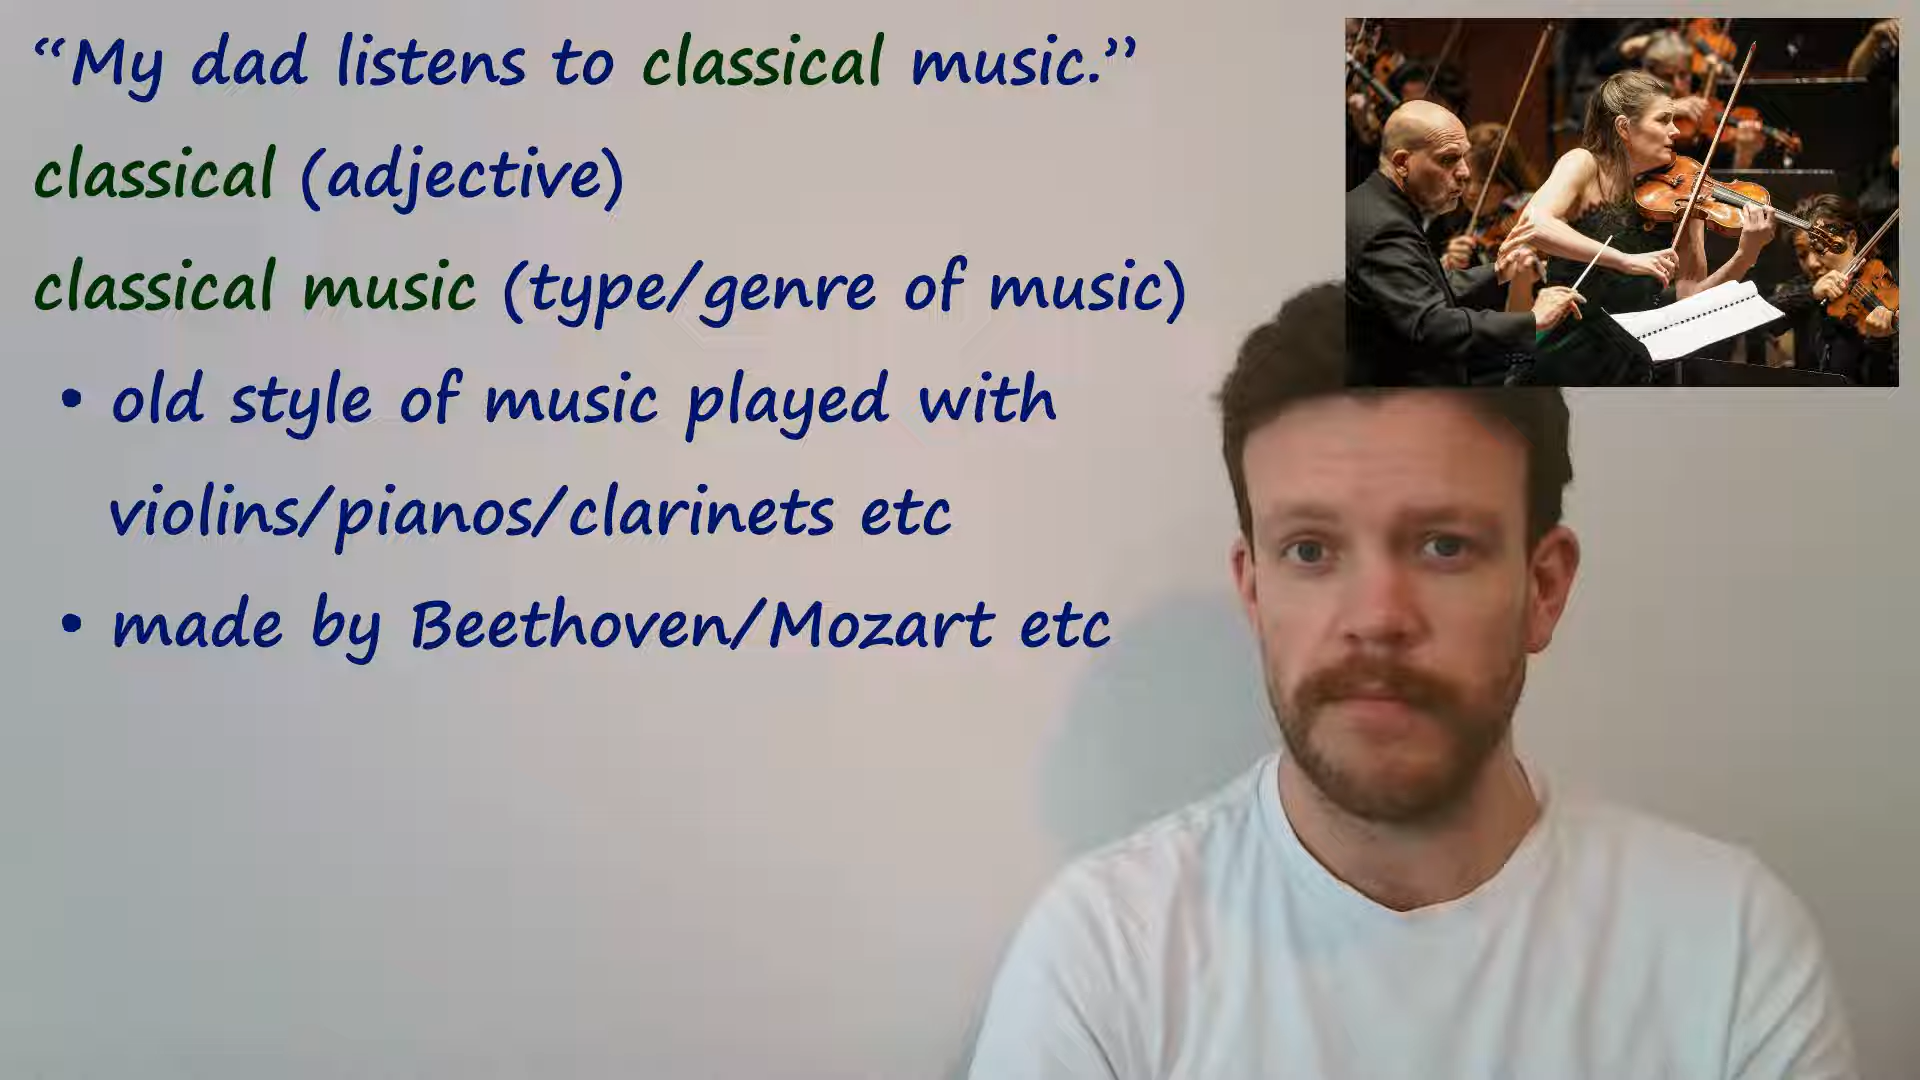 “My dad listens to classical music.”
classical (adjective)
classical music (type/genre of music)
• old style of music played with
violins/pianos/clarinets etc
• made by Beethoven/Mozart etc